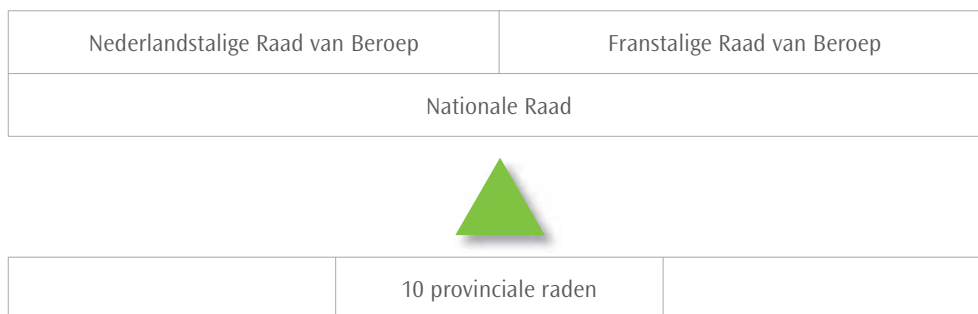 Nederlandstalige Raad van Beroep
Franstalige Raad van Beroep
Nationale Raad
10 provinciale raden